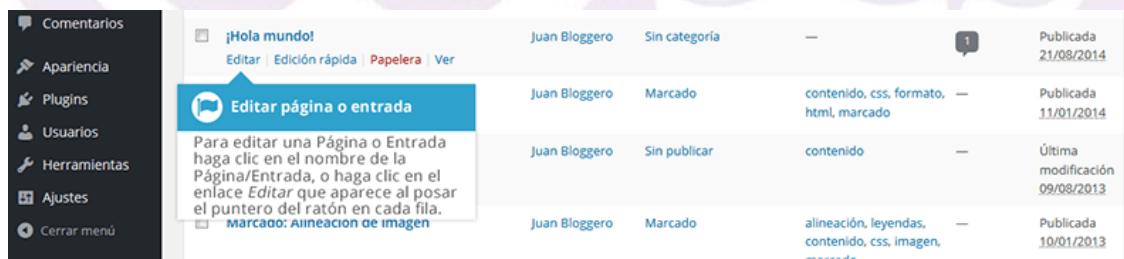 Comentarios
Apariencia
Plugins
Usuarios
Herramientas
Ajustes
Cerrar menú
¡Hola mundo!
Editar | Edición rápida | Papelera | Ver
Juan Bloggero
Sin categoría
—
1
Publicada
21/08/2014
Editar página o entrada
Para editar una Página o Entrada
haga clic en el nombre de la
Página/Entrada, o haga clic en el
enlace Editar que aparece al posar
el puntero del ratón en cada fila.
Juan Bloggero
Marcado
contenido, css, formato,
html, marcado
—
Publicada
11/01/2014
Juan Bloggero
Sin publicar
contenido
—
Última
modificación
09/08/2013
Marcado: Alineación de imagen
Juan Bloggero
Marcado
alineación, leyendas,
contenido, css, imagen,
—
Publicada
10/01/2013